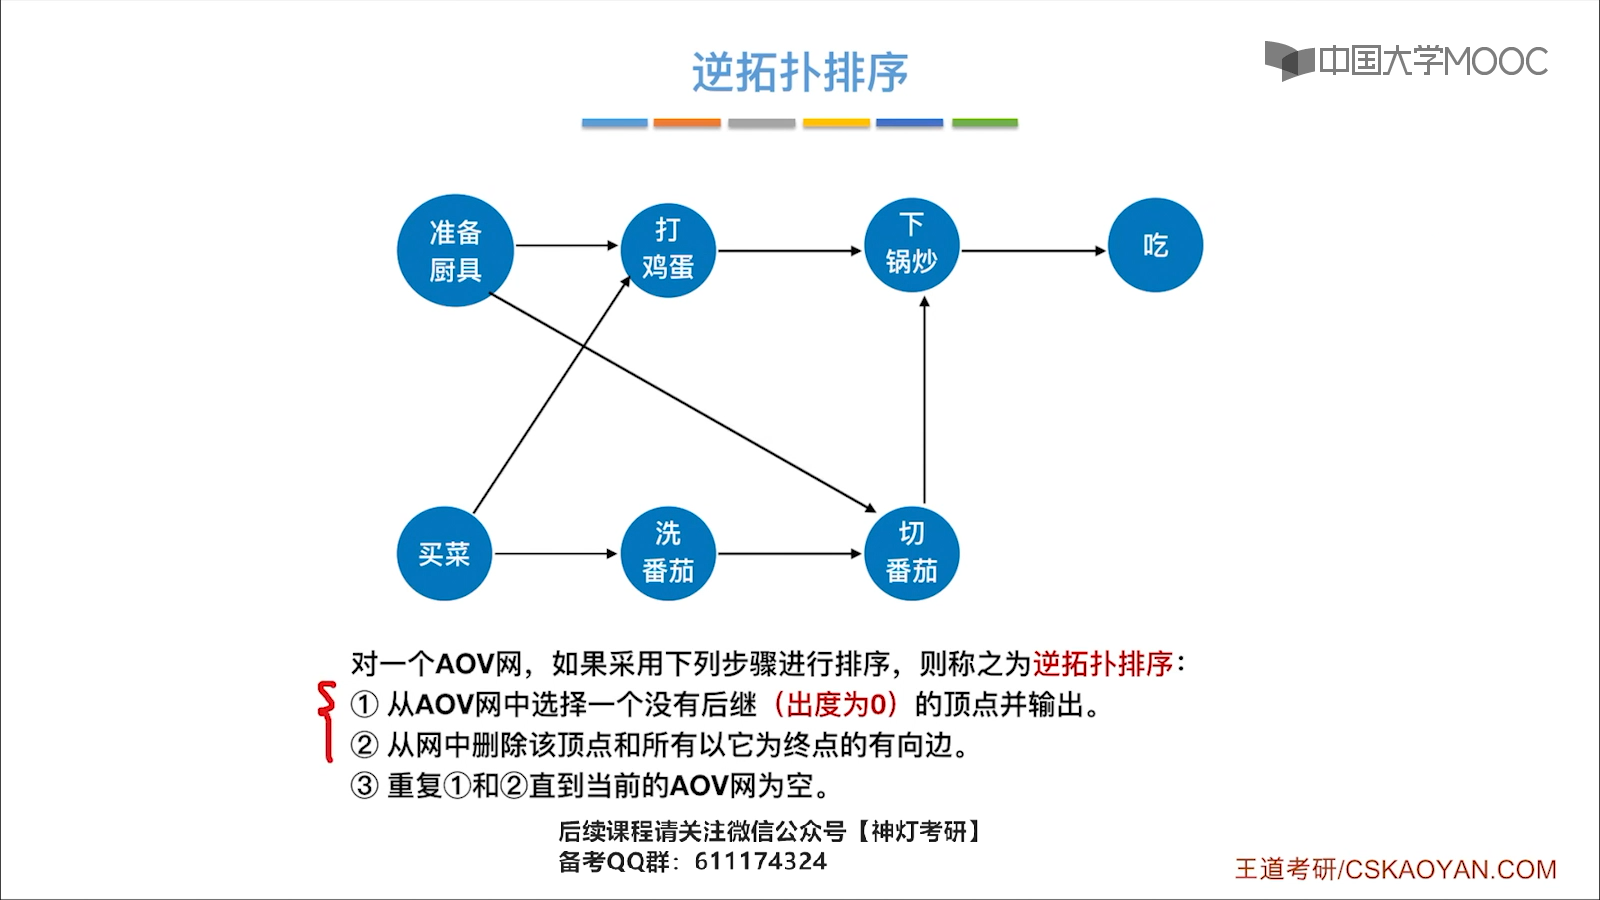 逆拓扑排序
中国大学MOOC
准备
厨具
打
鸡蛋
下
锅炒
吃
买菜
洗
番茄
切
番茄
对一个AOV网，如果采用下列步骤进行排序，则称之为逆拓扑排序：
① 从AOV网中选择一个没有后继（出度为0）的顶点并输出。
② 从网中删除该顶点和所有以它为终点的有向边。
③ 重复①和②直到当前的AOV网为空。
后续课程请关注微信公众号【神灯考研】
备考QQ群：611174324
王道考研/CSKAOYAN.COM